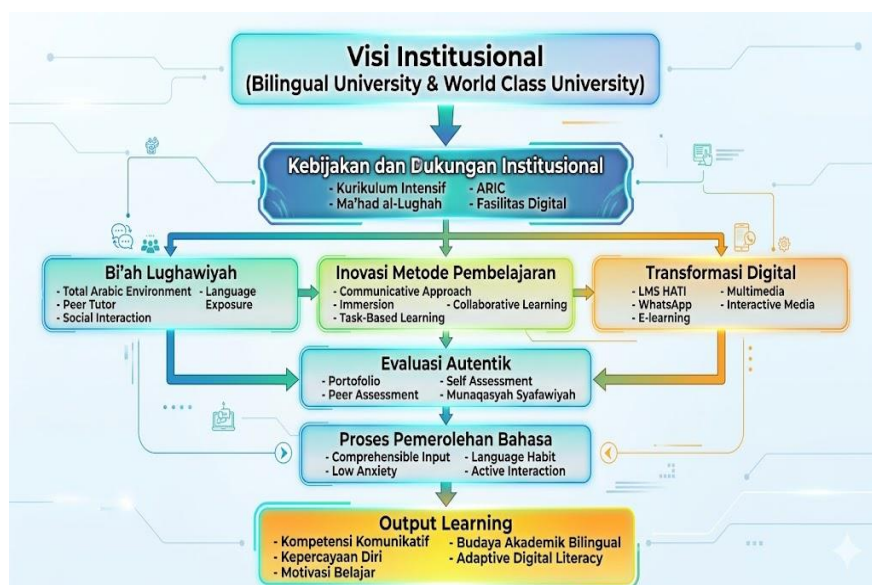 Visi Institusional
(Bilingual University & World Class University)
Kebijakan dan Dukungan Institusional
- Kurikulum Intensif - ARIC
- Ma'had al-Lughah - Fasilitas Digital
Bi'ah Lughawiyah
- Total Arabic Environment - Language
- Peer Tutor Exposure
- Social Interaction
Inovasi Metode Pembelajaran
- Communicative Approach
- Immersion - Collaborative Learning
- Task-Based Learning
Transformasi Digital
- LMS HATI - Multimedia
- WhatsApp - Interactive Media
- E-learning
Evaluasi Autentik
- Portofolio - Self Assessment
- Peer Assessment - Munaqasyah Syafawiyah
Proses Pemerolehan Bahasa
- Comprehensible Input - Language Habit
- Low Anxiety - Active Interaction
Output Learning
- Kompetensi Komunikatif - Budaya Akademik Bilingual
- Kepercayaan Diri - Adaptive Digital Literacy
- Motivasi Belajar